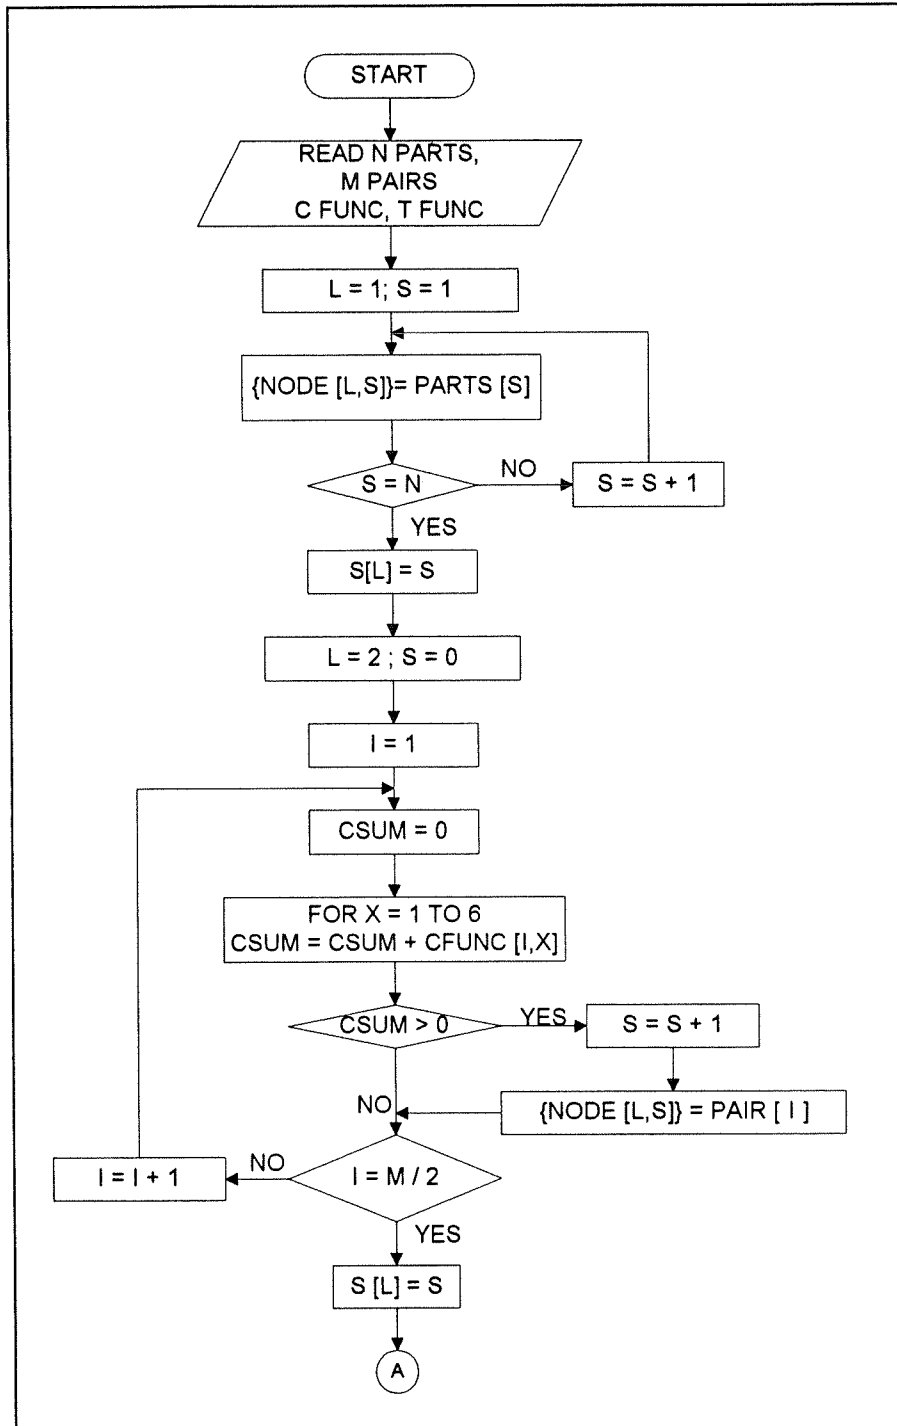 START
READ N PARTS,
M PAIRS
C FUNC, T FUNC
L = 1; S = 1
{NODE [L,S]}= PARTS [S]
S = N
NO
S = S + 1
YES
S[L] = S
L = 2 ; S = 0
I = 1
CSUM = 0
FOR X = 1 TO 6
CSUM = CSUM + CFUNC [I,X]
CSUM > 0
YES
S = S + 1
NO
{NODE [L,S]} = PAIR [ I ]
I = M / 2
NO
I = I + 1
YES
S [L] = S
A